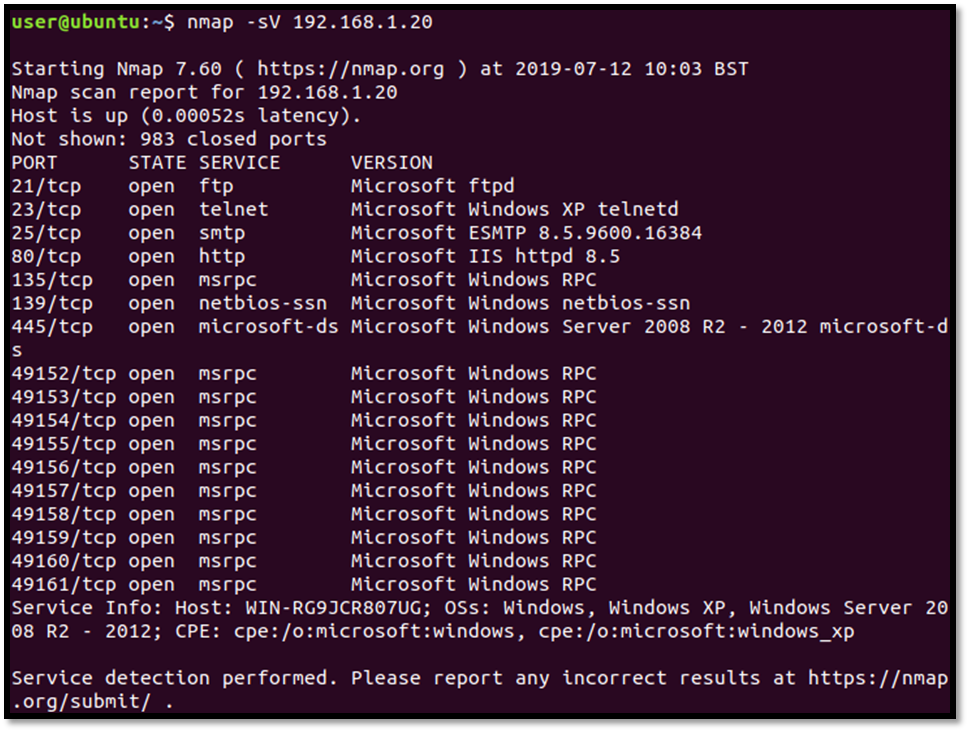 user@ubuntu:~$ nmap -sV 192.168.1.20
Starting Nmap 7.60 ( https://nmap.org ) at 2019-07-12 10:03 BST
Nmap scan report for 192.168.1.20
Host is up (0.00052s latency).
Not shown: 983 closed ports
PORT      STATE SERVICE      VERSION
21/tcp    open  ftp          Microsoft ftpd
23/tcp    open  telnet       Microsoft Windows XP telnetd
25/tcp    open  smtp         Microsoft ESMTP 8.5.9600.16384
80/tcp    open  http         Microsoft IIS httpd 8.5
135/tcp   open  msrpc        Microsoft Windows RPC
139/tcp   open  netbios-ssn  Microsoft Windows netbios-ssn
445/tcp   open  microsoft-ds Microsoft Windows Server 2008 R2 - 2012 microsoft-d
s
49152/tcp open  msrpc        Microsoft Windows RPC
49153/tcp open  msrpc        Microsoft Windows RPC
49154/tcp open  msrpc        Microsoft Windows RPC
49155/tcp open  msrpc        Microsoft Windows RPC
49156/tcp open  msrpc        Microsoft Windows RPC
49157/tcp open  msrpc        Microsoft Windows RPC
49158/tcp open  msrpc        Microsoft Windows RPC
49159/tcp open  msrpc        Microsoft Windows RPC
49160/tcp open  msrpc        Microsoft Windows RPC
49161/tcp open  msrpc        Microsoft Windows RPC
Service Info: Host: WIN-RG9JCR807UG; OSs: Windows, Windows XP, Windows Server 20
08 R2 - 2012; CPE: cpe:/o:microsoft:windows, cpe:/o:microsoft:windows_xp
Service detection performed. Please report any incorrect results at https://nmap
.org/submit/ .